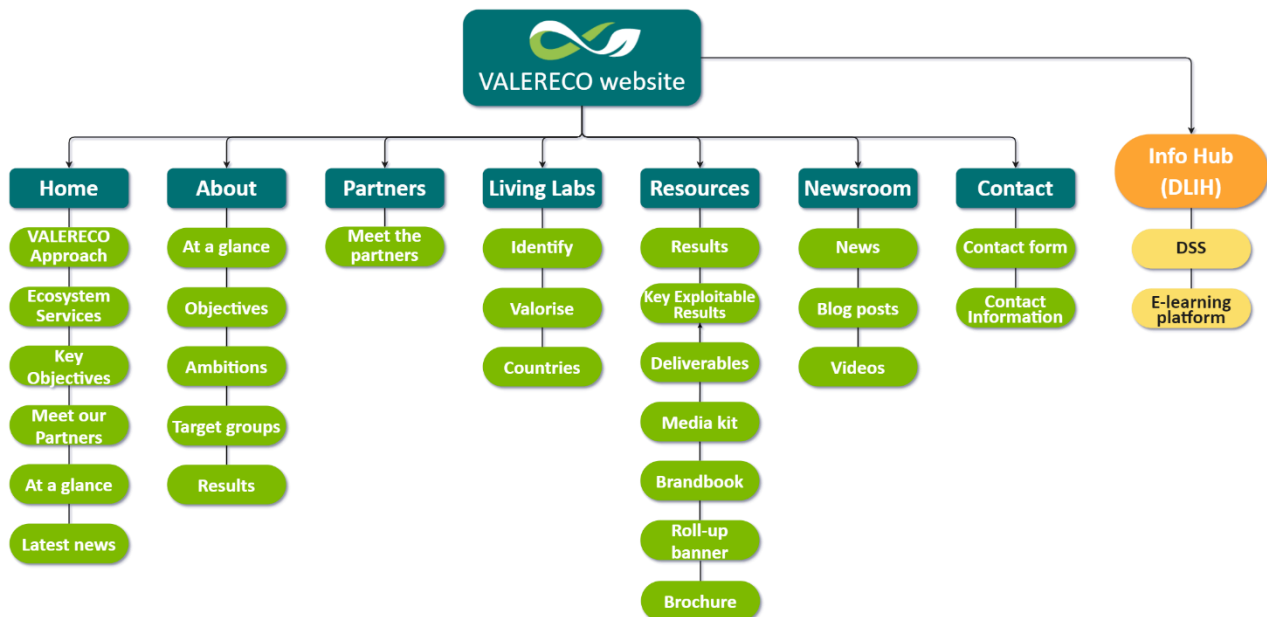 VALERECO website
Home
About
Partners
Living Labs
Resources
Newsroom
Contact
Info Hub
(DLIH)
VALERECO
Approach
Ecosystem
Services
Key
Objectives
Meet our
Partners
At a glance
Latest news
At a glance
Objectives
Ambitions
Target groups
Results
Meet the
partners
Identify
Valorise
Countries
Results
Key Exploitable
Results
Deliverables
Media kit
Brandbook
Roll-up
banner
Brochure
News
Blog posts
Videos
Contact form
Contact
Information
DSS
E-learning
platform